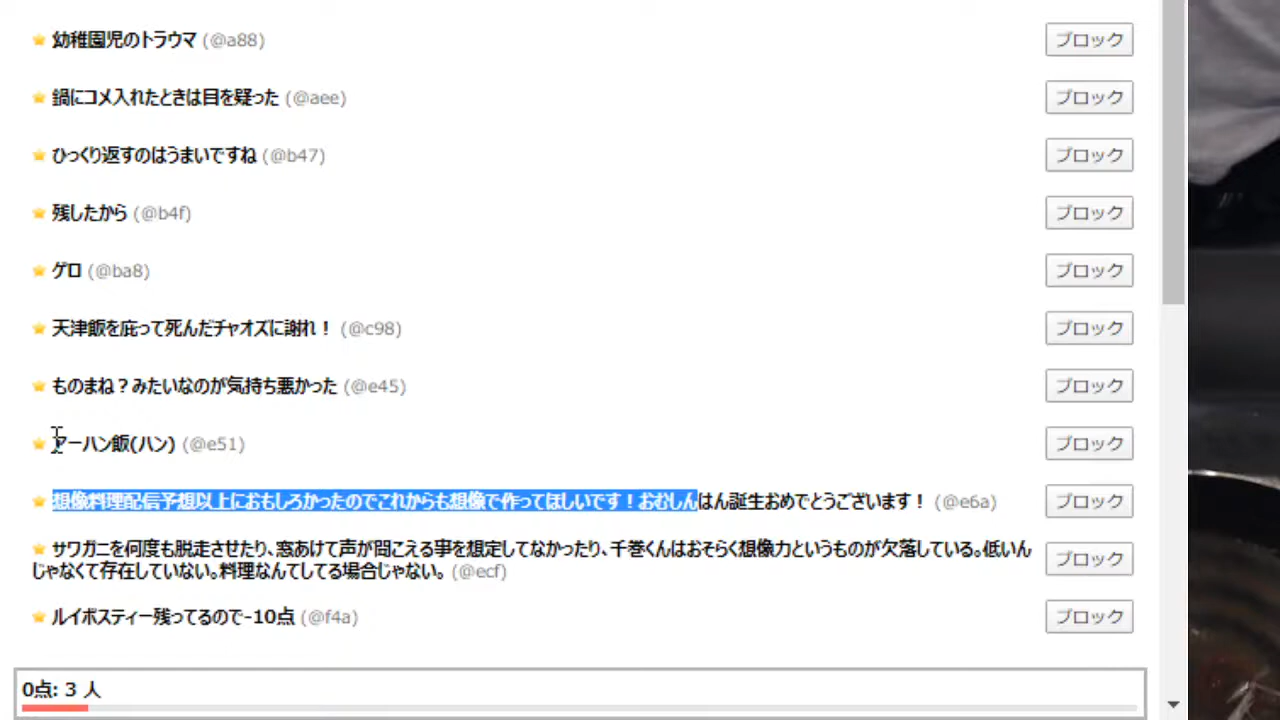 幼稚園児のトラウマ (@a88) ブロック
鍋にコメ入れたときは目を疑った (@aee) ブロック
ひっくり返すのはうまいですね (@b47) ブロック
残したから (@b4f) ブロック
ゲロ (@ba8) ブロック
天津飯を庇って死んだチャオズに謝れ! (@c98) ブロック
ものまね?みたいなのが気持ち悪かった (@e45) ブロック
アーハン飯(ハン) (@e51) ブロック
想像料理配信予想以上におもしろかったのでこれからも想像で作ってほしいです!おむしんはん誕生おめでとうございます! (@e6a) ブロック
サワガニを何度も脱走させたり、窓あけて声が聞こえる事を想定してなかったり、千巻くんはおそらく想像力というものが欠落している。低いん
じゃなくて存在していない。料理なんてしてる場合じゃない。 (@ecf) ブロック
ルイボスティー残ってるので-10点 (@f4a) ブロック
0点: 3 人